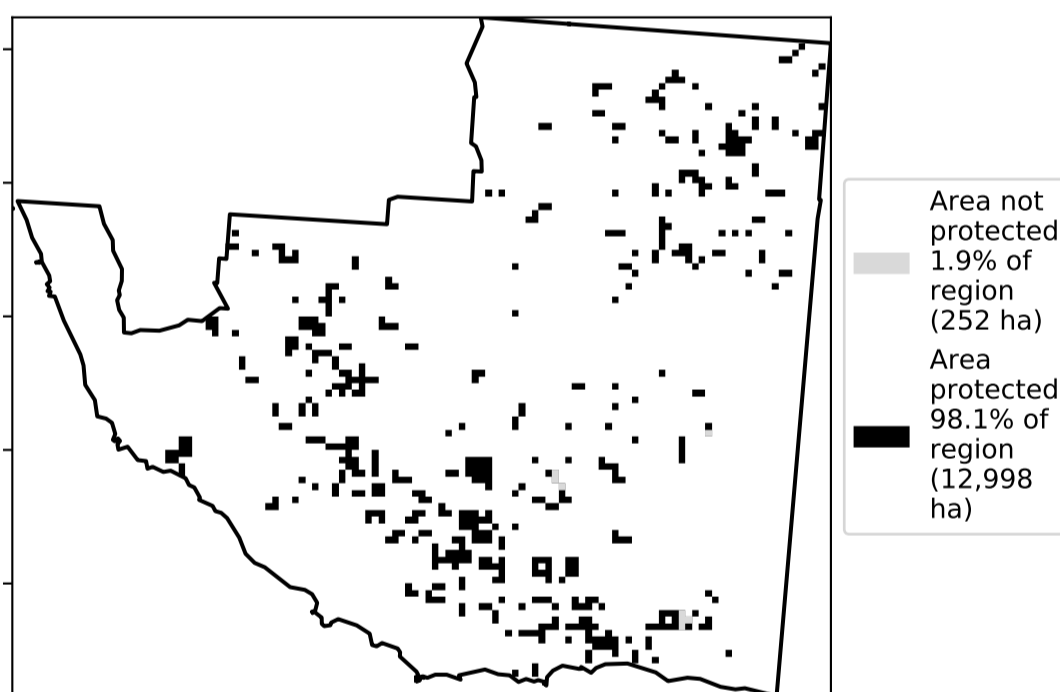 Area not
protected
1.9% of
region
(252 ha)
Area
protected
98.1% of
region
(12,998
ha)